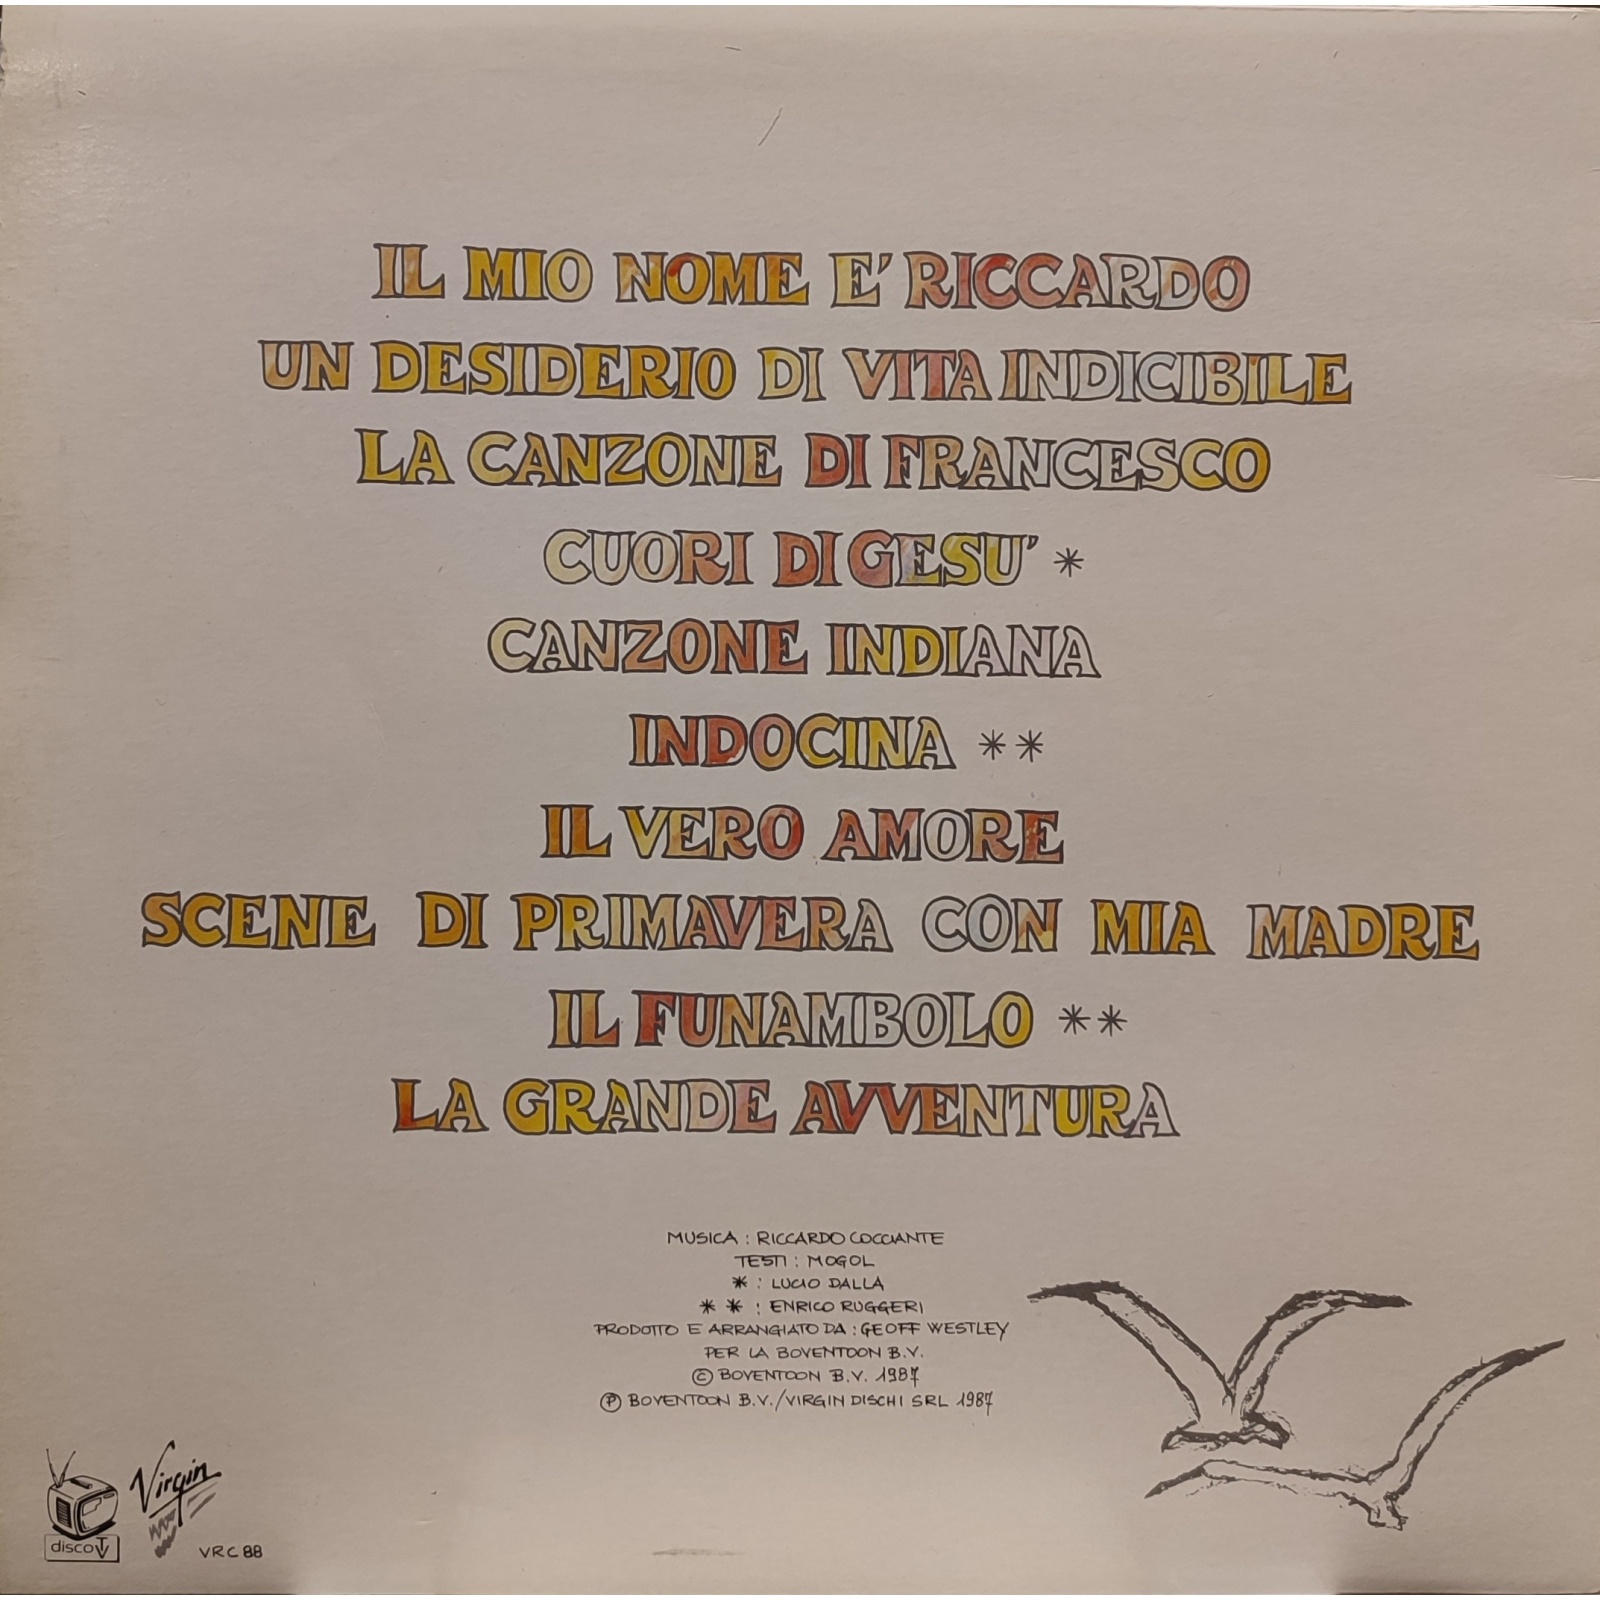 IL MIO NOME E' RICCARDO
UN DESIDERIO DI VITA INDICIBILE
LA CANZONE DI FRANCESCO
CUORI DI GESU' *
CANZONE INDIANA
INDOCINA **
IL VERO AMORE
SCENE DI PRIMAVERA CON MIA MADRE
IL FUNAMBOLO **
LA GRANDE AVVENTURA
MUSICA : RICCARDO COCCIANTE
TESTI : MOGOL
* : LUCIO DALLA
* * : ENRICO RUGGERI
PRODOTTO E ARRANGIATO DA : GEOFF WESTLEY
PER LA BOVENTOON B.V.
© BOVENTOON B.V. 1987
℗ BOVENTOON B.V./VIRGIN DISCHI SRL 1987
discoTV
Virgin
VRC 88